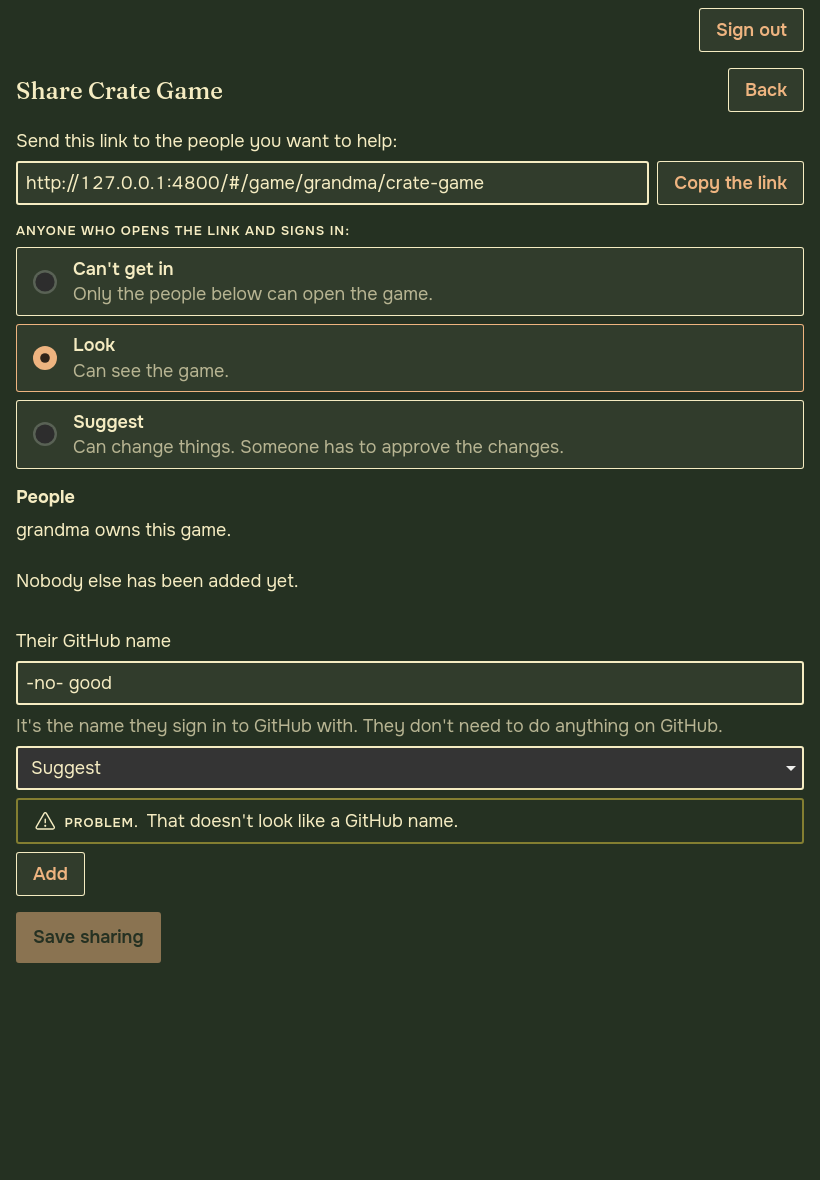 Sign out
Share Crate Game
Back
Send this link to the people you want to help:
http://127.0.0.1:4800/#/game/grandma/crate-game
Copy the link
ANYONE WHO OPENS THE LINK AND SIGNS IN:
Can't get in
Only the people below can open the game.
Look
Can see the game.
Suggest
Can change things. Someone has to approve the changes.
People
grandma owns this game.
Nobody else has been added yet.
Their GitHub name
-no- good
It's the name they sign in to GitHub with. They don't need to do anything on GitHub.
Suggest
PROBLEM. That doesn't look like a GitHub name.
Add
Save sharing